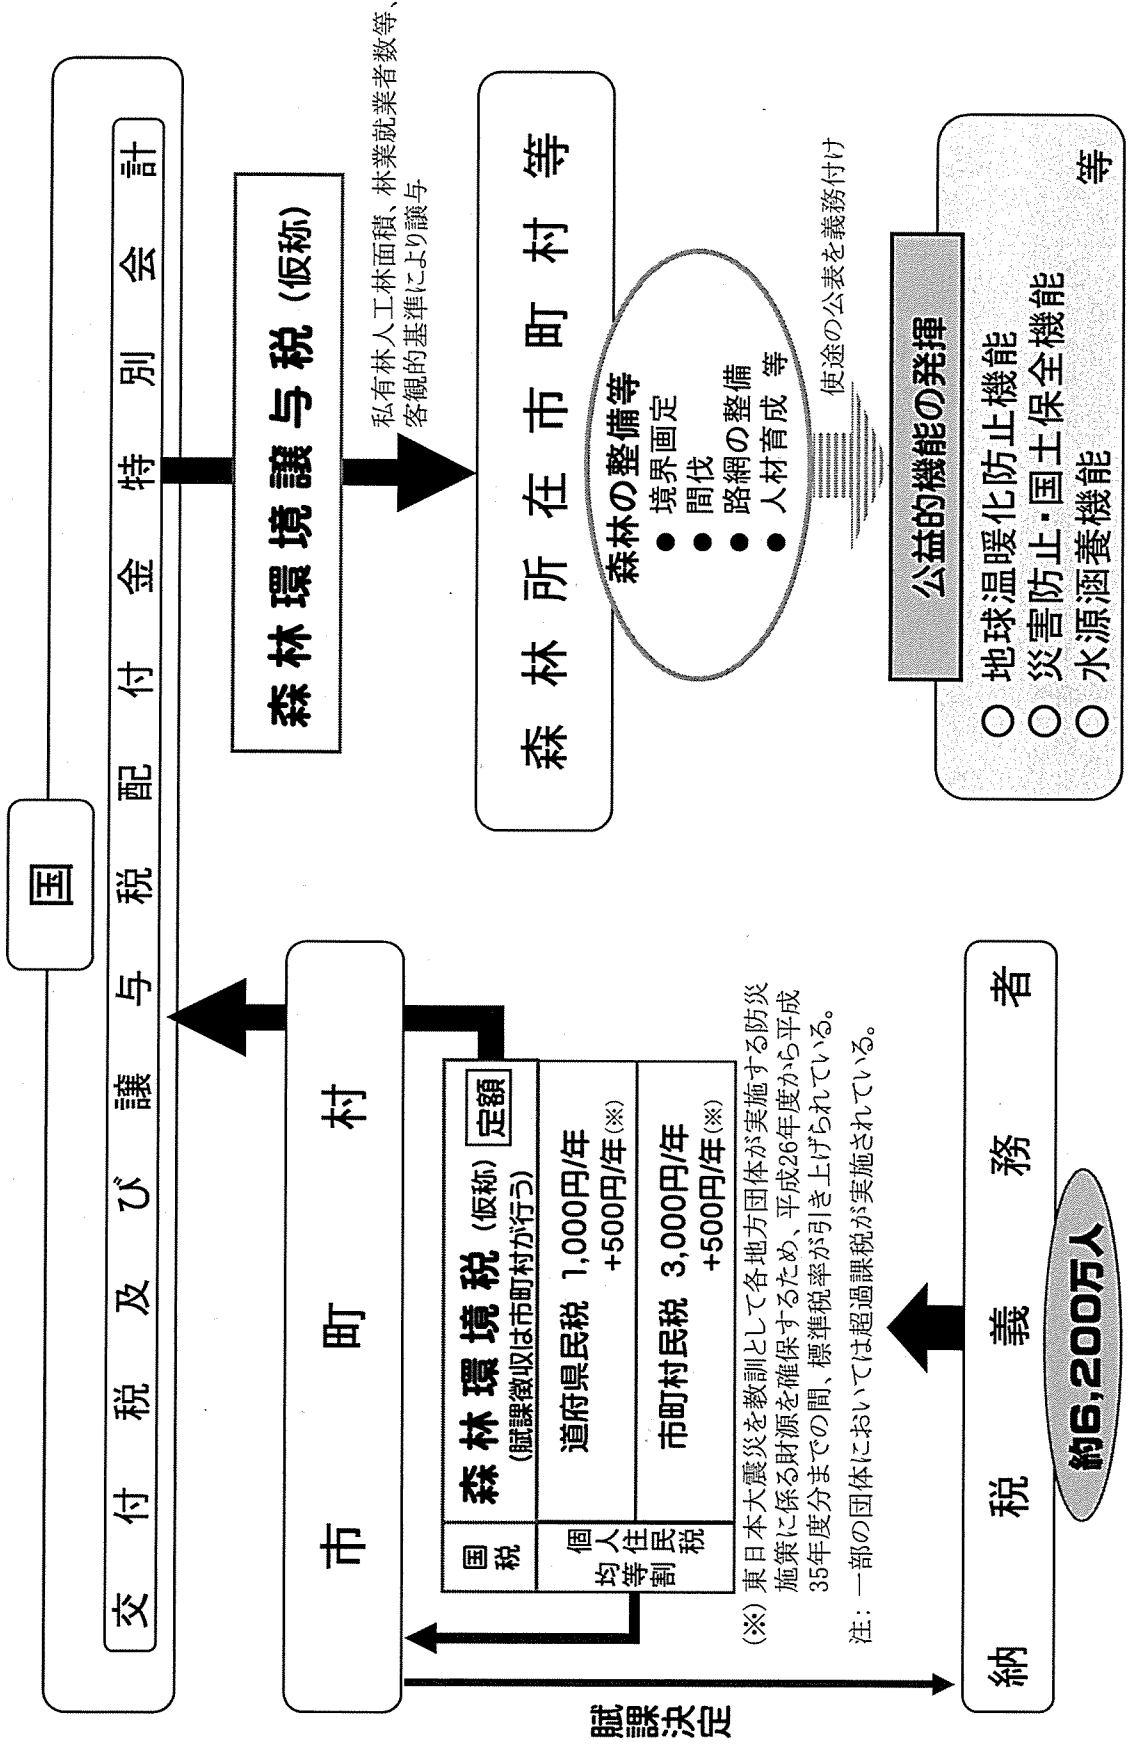 国
交付税及び譲与税配付金特別会計
市町村
国税
森林環境税(仮称) 定額
(賦課徴収は市町村が行う)
個人住民税
均等割
道府県民税 1,000円/年
+500円/年(※)
市町村民税 3,000円/年
+500円/年(※)
(※)東日本大震災を教訓として各地方団体が実施する防災
施策に係る財源を確保するため、平成26年度から平成
35年度分までの間、標準税率が引き上げられている。
注:一部の団体においては超過課税が実施されている。
賦課決定
納税義務者
約6,200万人
森林環境譲与税(仮称)
私有林人工林面積、林業就業者数等、
客観的基準により譲与
森林所在市町村等
森林の整備等
●境界画定
●間伐
●路網の整備
●人材育成 等
使途の公表を義務付け
公益的機能の発揮
○地球温暖化防止機能
○災害防止・国土保全機能
○水源涵養機能 等